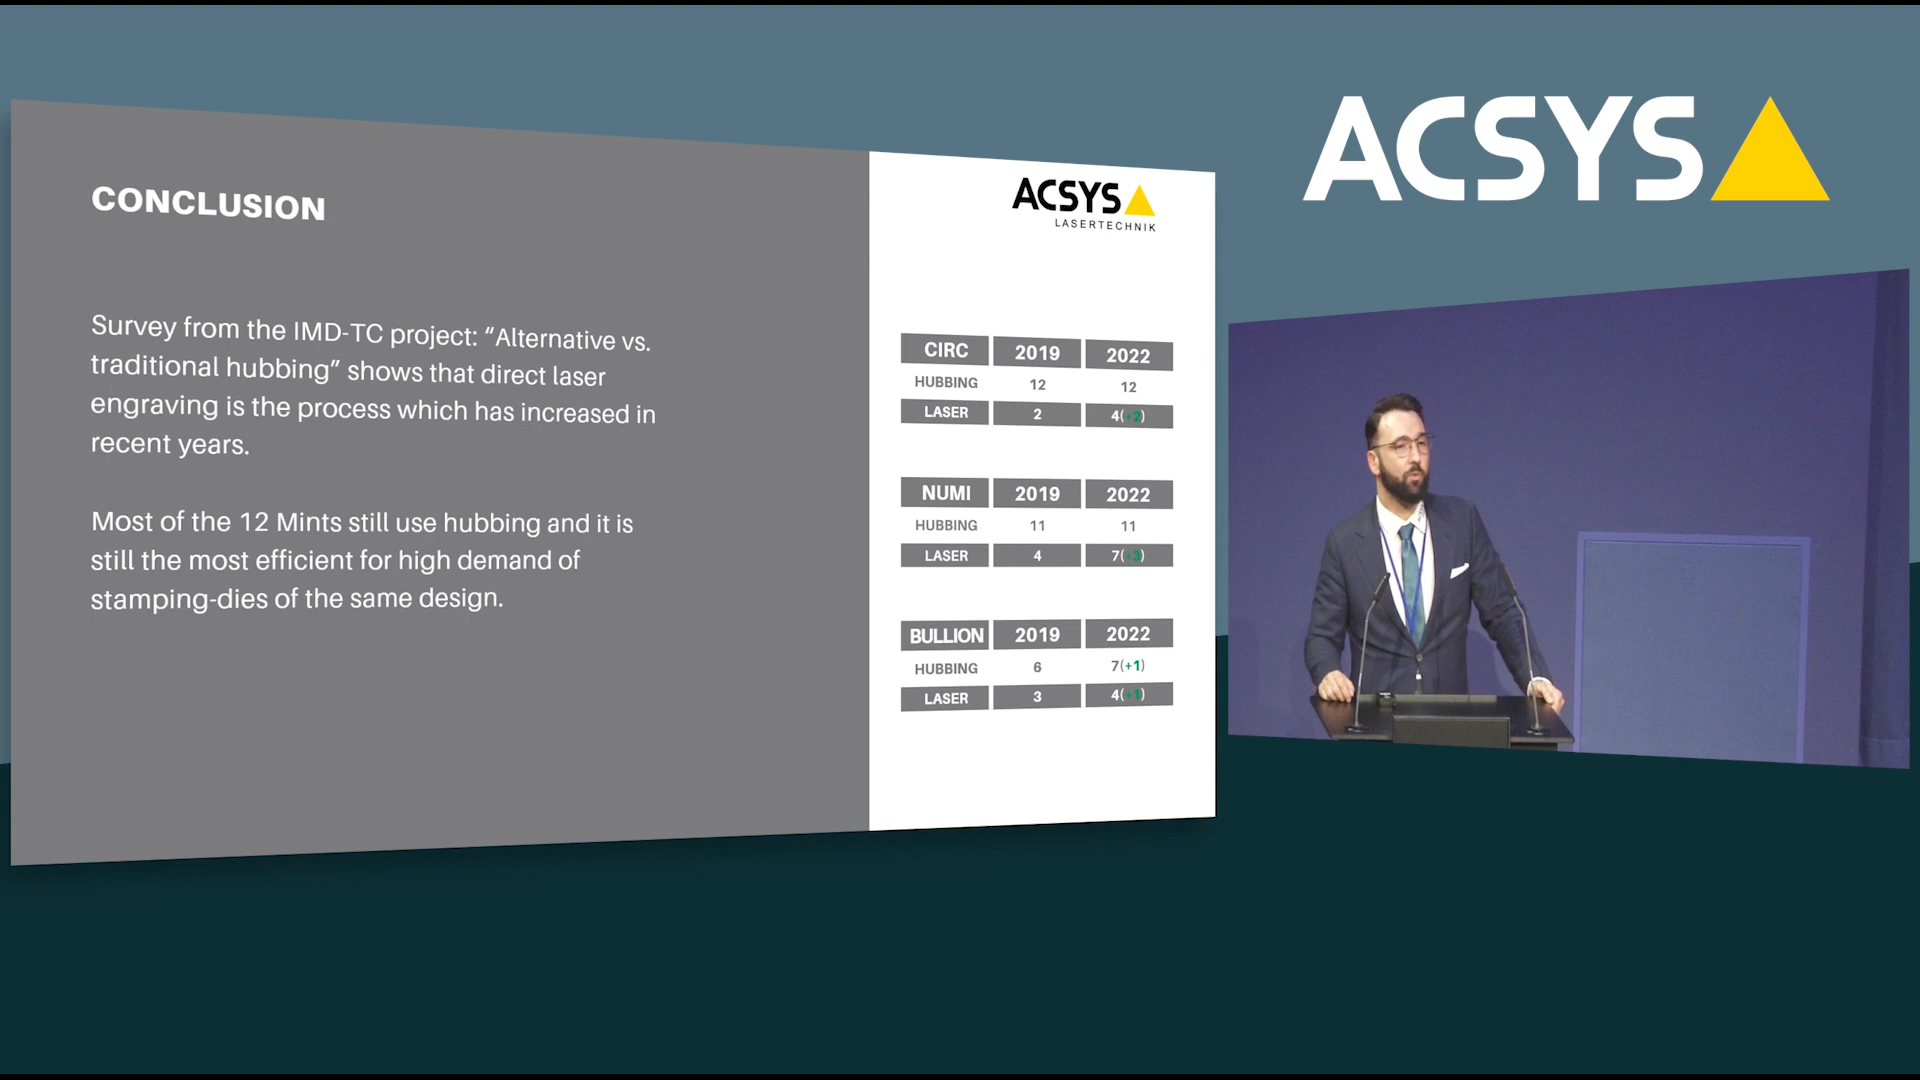 CONCLUSION
Survey from the IMD-TC project: “Alternative vs.
traditional hubbing” shows that direct laser
engraving is the process which has increased in
recent years.
Most of the 12 Mints still use hubbing and it is
still the most efficient for high demand of
stamping-dies of the same design.
ACSYS
LASERTECHNIK
CIRC 2019 2022
HUBBING 12 12
LASER 2 4(+2)
NUMI 2019 2022
HUBBING 11 11
LASER 4 7(+3)
BULLION 2019 2022
HUBBING 6 7(+1)
LASER 3 4(+1)
ACSYS